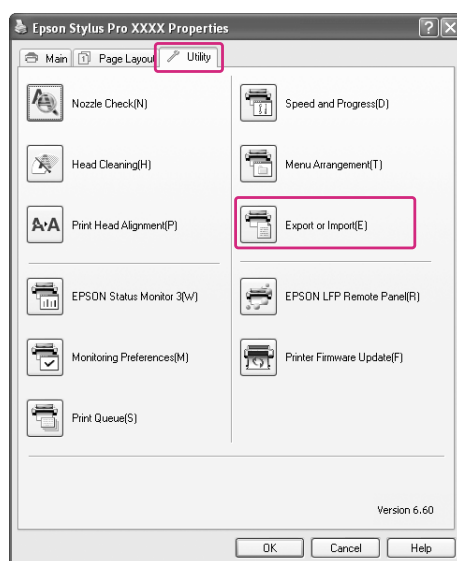 Epson Stylus Pro XXXX Properties
Main Page Layout Utility
Nozzle Check(N)
Speed and Progress(D)
Head Cleaning(H)
Menu Arrangement(T)
A·A Print Head Alignment(P)
Export or Import(E)
EPSON Status Monitor 3(W)
EPSON LFP Remote Panel(R)
Monitoring Preferences(M)
Printer Firmware Update(F)
Print Queue(S)
Version 6.60
OK Cancel Help